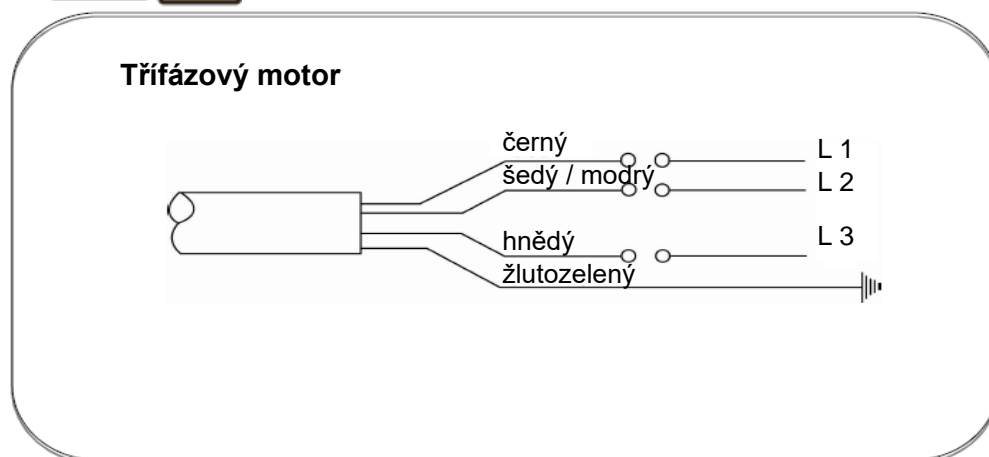 Třífázový motor
černý
L 1
šedý / modrý
L 2
hnědý
L 3
žlutozelený